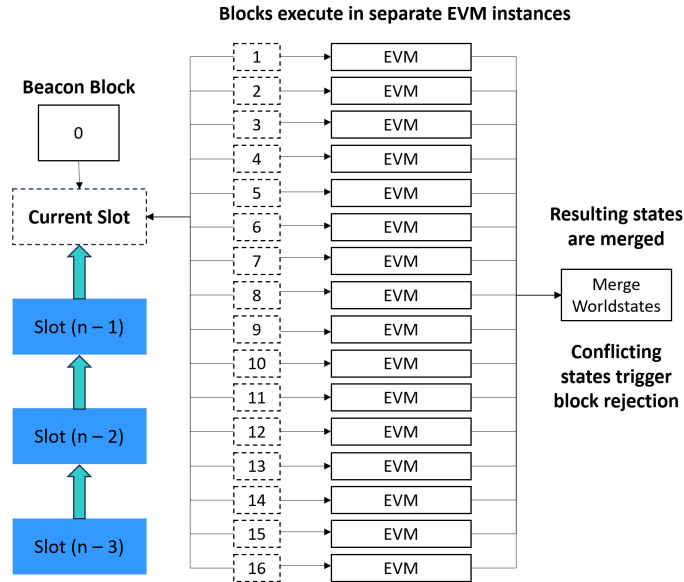 Blocks execute in separate EVM instances
Beacon Block
0
Current Slot
Slot (n – 1)
Slot (n – 2)
Slot (n – 3)
1
EVM
2
EVM
3
EVM
4
EVM
5
EVM
6
EVM
7
EVM
8
EVM
9
EVM
10
EVM
11
EVM
12
EVM
13
EVM
14
EVM
15
EVM
16
EVM
Resulting states
are merged
Merge
Worldstates
Conflicting
states trigger
block rejection